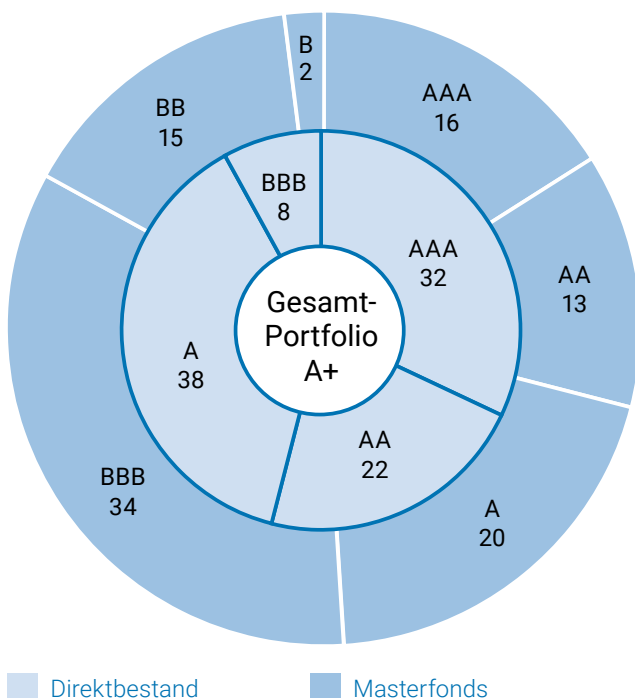 B
2
AAA
16
BB
15
BBB
8
AAA
32
AA
13
Gesamt-
Portfolio
A+
A
38
AA
22
BBB
34
A
20
Direktbestand
Masterfonds